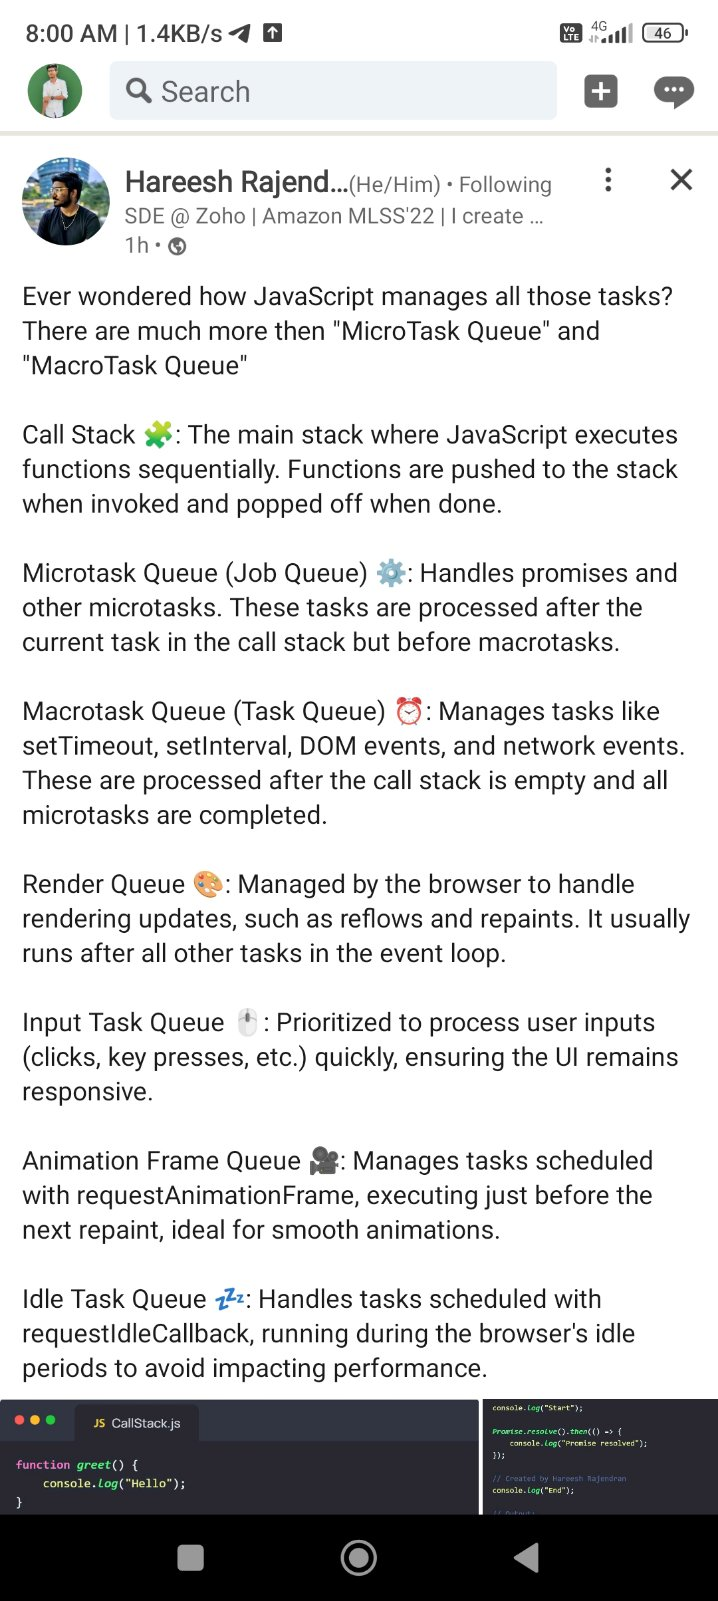 8:00 AM | 1.4KB/s
Vo LTE 4G 46
Search
Hareesh Rajend...(He/Him) • Following
SDE @ Zoho | Amazon MLSS'22 | I create ...
1h •
Ever wondered how JavaScript manages all those tasks?
There are much more then "MicroTask Queue" and
"MacroTask Queue"
Call Stack 🧩: The main stack where JavaScript executes
functions sequentially. Functions are pushed to the stack
when invoked and popped off when done.
Microtask Queue (Job Queue) ⚙️: Handles promises and
other microtasks. These tasks are processed after the
current task in the call stack but before macrotasks.
Macrotask Queue (Task Queue) ⏰: Manages tasks like
setTimeout, setInterval, DOM events, and network events.
These are processed after the call stack is empty and all
microtasks are completed.
Render Queue 🎨: Managed by the browser to handle
rendering updates, such as reflows and repaints. It usually
runs after all other tasks in the event loop.
Input Task Queue 🖱️: Prioritized to process user inputs
(clicks, key presses, etc.) quickly, ensuring the UI remains
responsive.
Animation Frame Queue 🎥: Manages tasks scheduled
with requestAnimationFrame, executing just before the
next repaint, ideal for smooth animations.
Idle Task Queue 💤: Handles tasks scheduled with
requestIdleCallback, running during the browser's idle
periods to avoid impacting performance.
JS CallStack.js
function greet() {
console.log("Hello");
}
console.log("Start");
Promise.resolve().then(() => {
console.log("Promise resolved");
});
// Created by Hareesh Rajendran
console.log("End");
// Output: